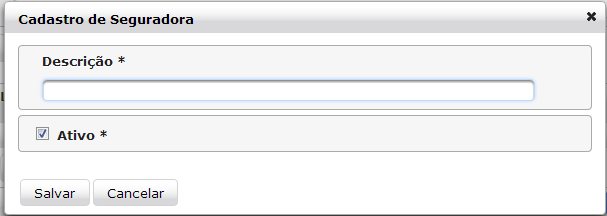 Cadastro de Seguradora
Descrição *
Ativo *
Salvar Cancelar